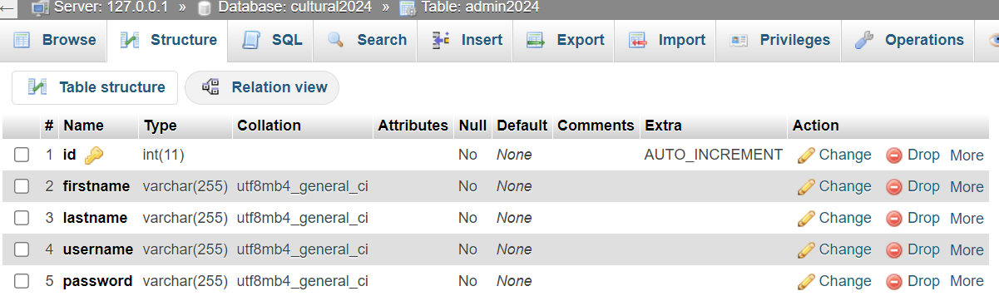 Server: 127.0.0.1 » Database: cultural2024 » Table: admin2024
Browse Structure SQL Search Insert Export Import Privileges Operations
Table structure Relation view
# Name Type Collation Attributes Null Default Comments Extra Action
1 id int(11) No None AUTO_INCREMENT Change Drop More
2 firstname varchar(255) utf8mb4_general_ci No None Change Drop More
3 lastname varchar(255) utf8mb4_general_ci No None Change Drop More
4 username varchar(255) utf8mb4_general_ci No None Change Drop More
5 password varchar(255) utf8mb4_general_ci No None Change Drop More